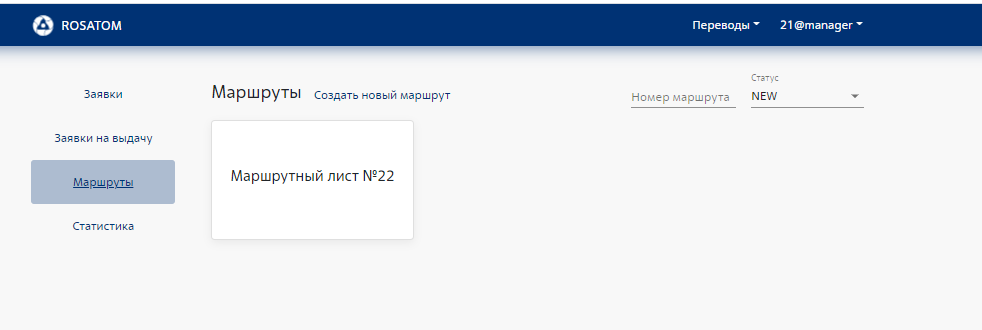 ROSATOM
Переводы
21@manager
Заявки
Заявки на выдачу
Маршруты
Статистика
Маршруты
Создать новый маршрут
Номер маршрута
Статус
NEW
Маршрутный лист №22